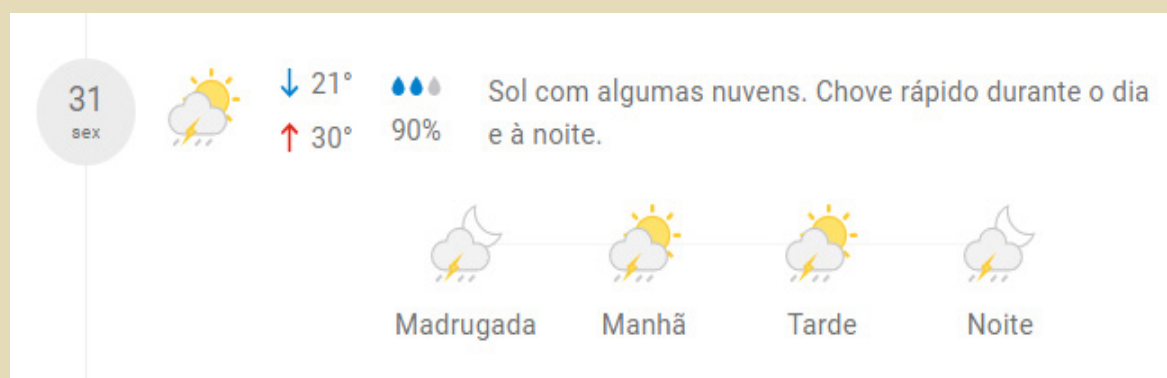 31
sex
↓ 21°
↑ 30°
90%
Sol com algumas nuvens. Chove rápido durante o dia
e à noite.
Madrugada Manhã Tarde Noite